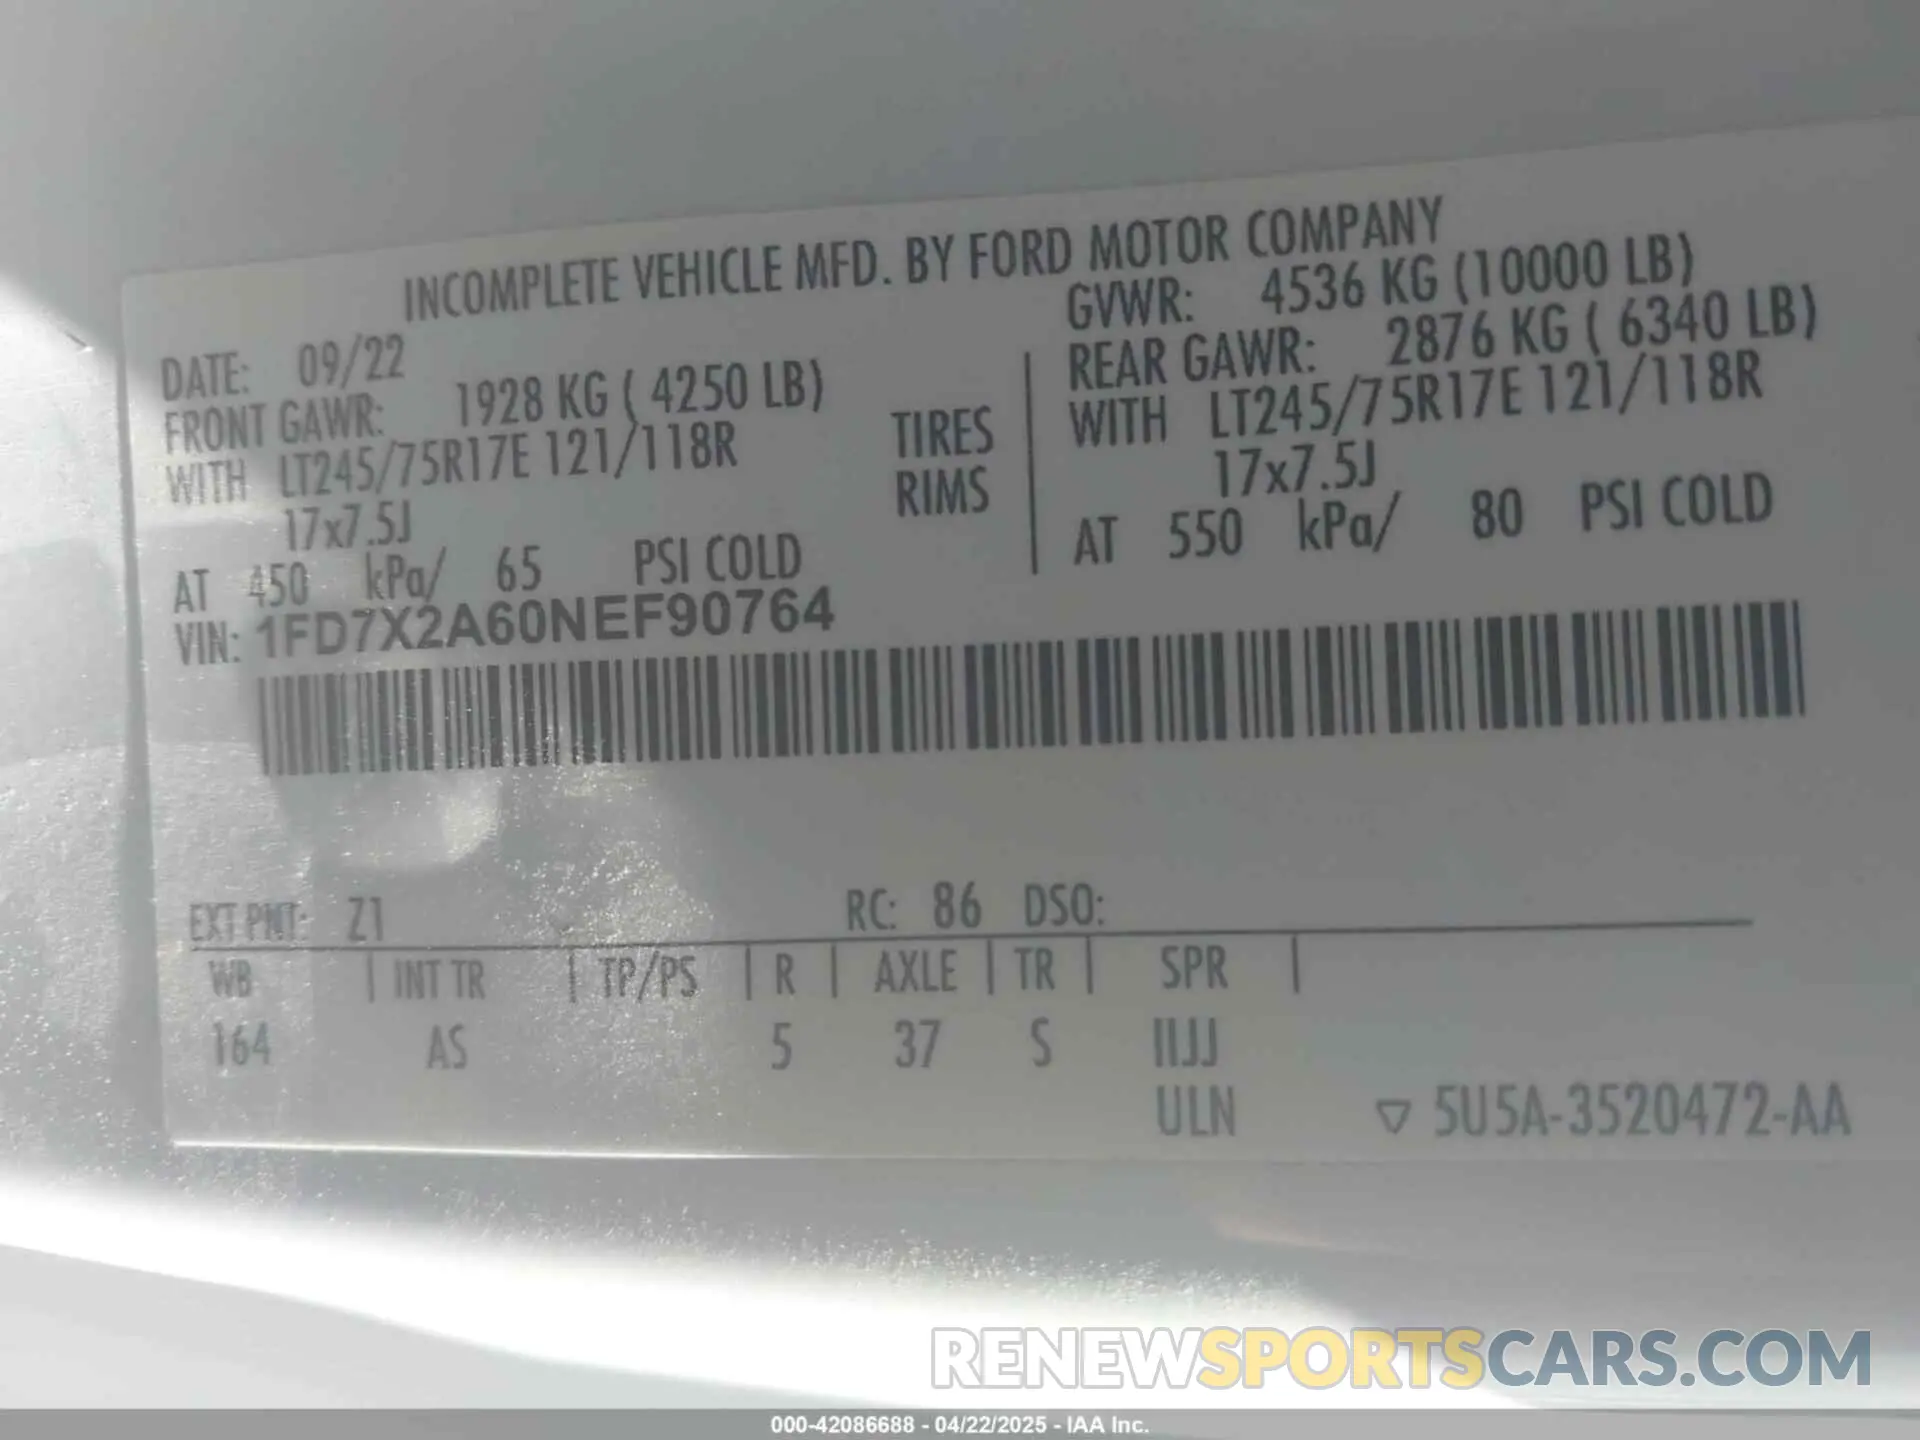 INCOMPLETE VEHICLE MFD. BY FORD MOTOR COMPANY
DATE: 09/22
GVWR: 4536 KG (10000 LB)
FRONT GAWR: 1928 KG ( 4250 LB)
REAR GAWR: 2876 KG ( 6340 LB)
WITH LT245/75R17E 121/118R
TIRES
WITH LT245/75R17E 121/118R
17x7.5J
RIMS
17x7.5J
AT 450 kPa/ 65 PSI COLD
AT 550 kPa/ 80 PSI COLD
VIN: 1FD7X2A60NEF90764
EXT PNT: Z1 RC: 86 DSO:
WB | INT TR | TP/PS | R | AXLE | TR | SPR |
164 AS 5 37 S IIJJ
ULN ▽ 5U5A-3520472-AA
RENEWSPORTSCARS.COM
000-42086688 - 04/22/2025 - IAA Inc.